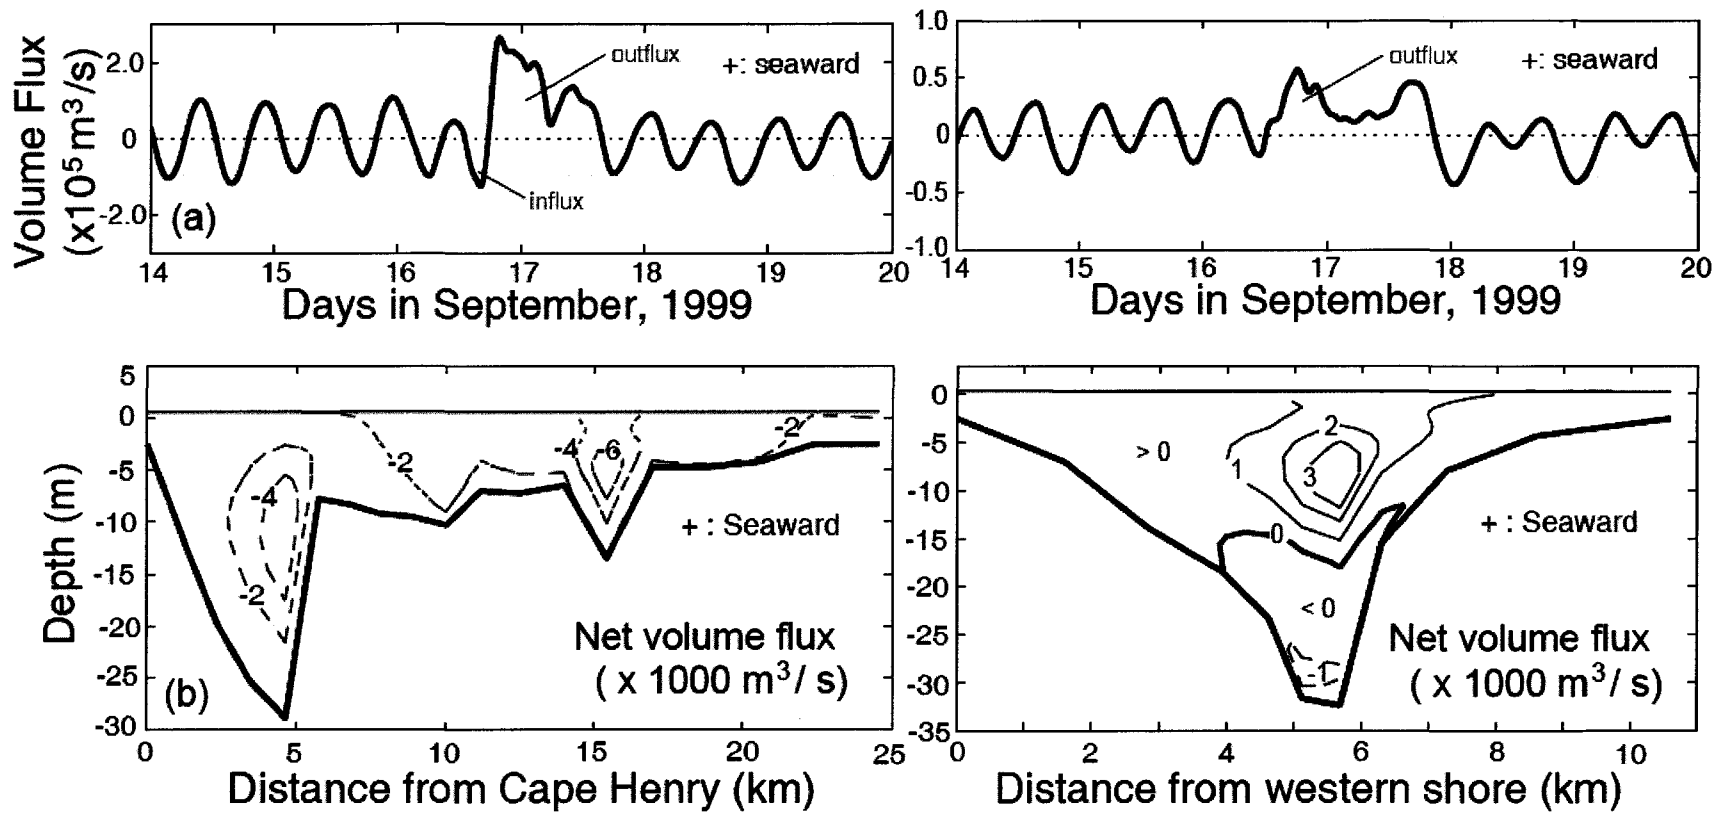 Volume Flux
(x10⁵ m³/s)
2.0
0
-2.0
outflux
+: seaward
influx
(a)
14 15 16 17 18 19 20
Days in September, 1999
1.0
0.5
0
-0.5
-1.0
outflux
+: seaward
14 15 16 17 18 19 20
Days in September, 1999
Depth (m)
5
0
-5
-10
-15
-20
-25
-30
-2
-4 -6
-2
-4
-2
+ : Seaward
Net volume flux
( x 1000 m³/ s)
(b)
0 5 10 15 20 25
Distance from Cape Henry (km)
0
-5
-10
-15
-20
-25
-30
-35
2
> 0
1
3
0
+ : Seaward
< 0
-1
Net volume flux
( x 1000 m³/ s)
0 2 4 6 8 10
Distance from western shore (km)